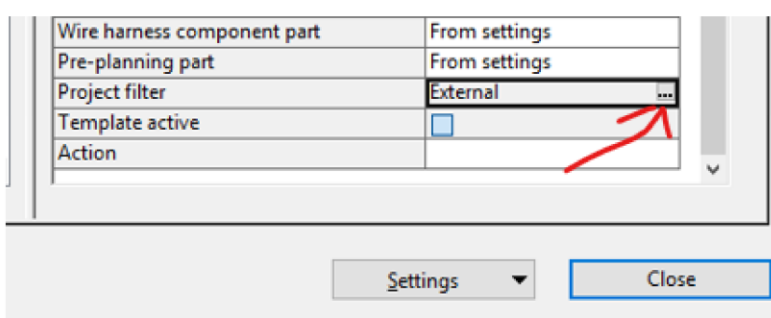 Wire harness component part From settings
Pre-planning part From settings
Project filter External ...
Template active
Action
Settings Close